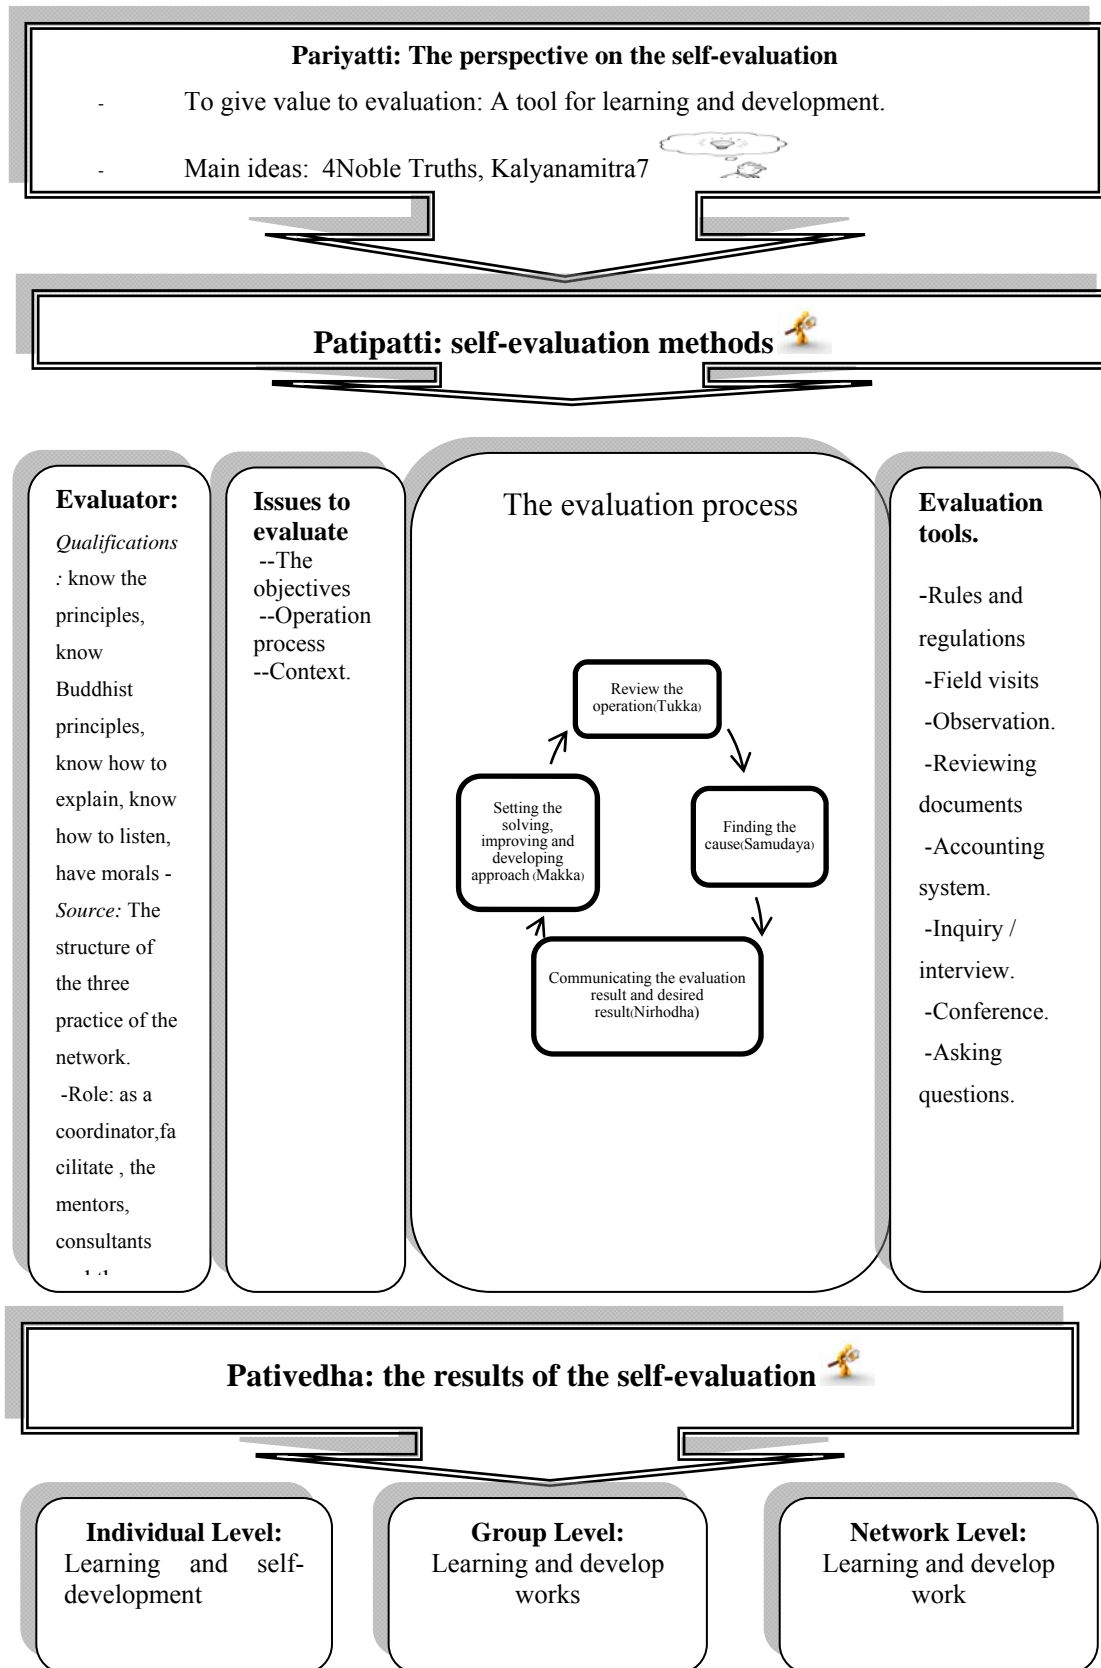 Pariyatti: The perspective on the self-evaluation
- To give value to evaluation: A tool for learning and development.
- Main ideas: 4Noble Truths, Kalyanamitra7
Patipatti: self-evaluation methods
Evaluator:
Qualifications
: know the
principles,
know
Buddhist
principles,
know how to
explain, know
how to listen,
have morals -
Source: The
structure of
the three
practice of the
network.
-Role: as a
coordinator,fa
cilitate , the
mentors,
consultants
Issues to
evaluate
--The
objectives
--Operation
process
--Context.
The evaluation process
Review the
operation(Tukka)
Finding the
cause(Samudaya)
Communicating the evaluation
result and desired
result(Nirhodha)
Setting the
solving,
improving and
developing
approach (Makka)
Evaluation
tools.
-Rules and
regulations
-Field visits
-Observation.
-Reviewing
documents
-Accounting
system.
-Inquiry /
interview.
-Conference.
-Asking
questions.
Pativedha: the results of the self-evaluation
Individual Level:
Learning and self-
development
Group Level:
Learning and develop
works
Network Level:
Learning and develop
work